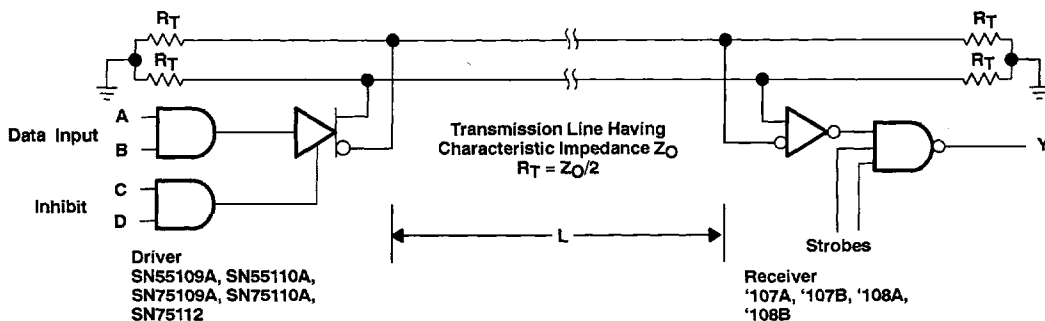 RT
RT
RT
RT
A
Data Input
B
C
Inhibit
D
Transmission Line Having
Characteristic Impedance ZO
RT = ZO/2
L
Y
Strobes
Driver
SN55109A, SN55110A,
SN75109A, SN75110A,
SN75112
Receiver
‘107A, ‘107B, ‘108A,
‘108B